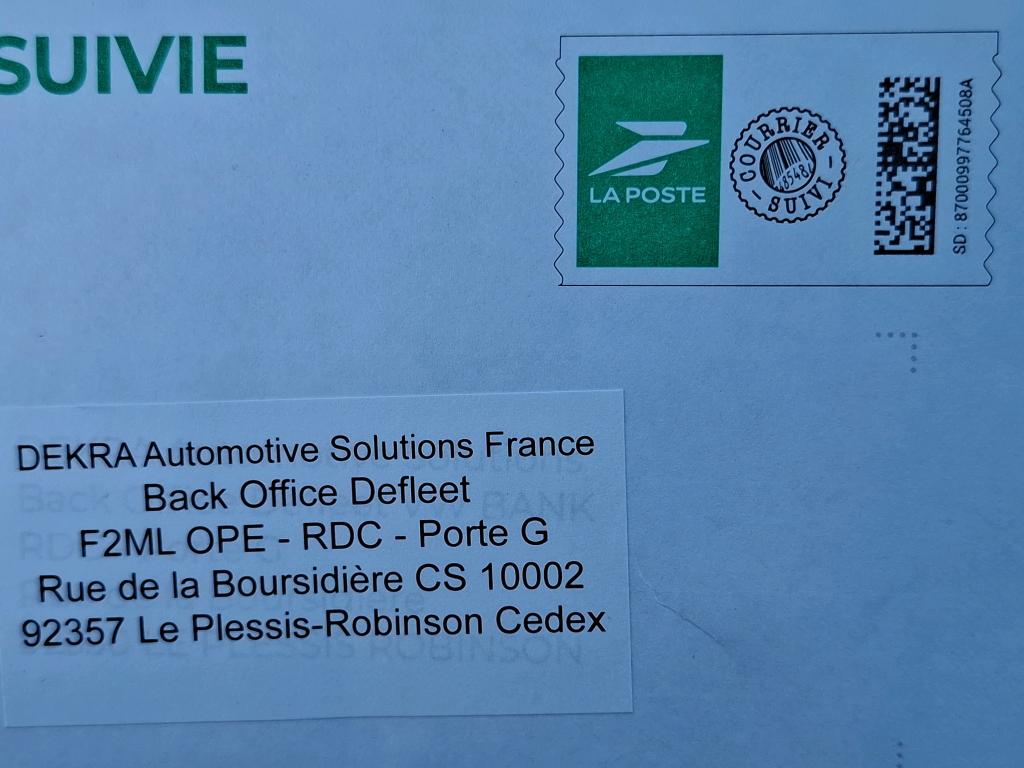 SUIVIE
LA POSTE
COURRIER
SUIVI
SD : 87000997764508A
DEKRA Automotive Solutions France
Back Office Defleet
F2ML OPE - RDC - Porte G
Rue de la Boursidière CS 10002
92357 Le Plessis-Robinson Cedex